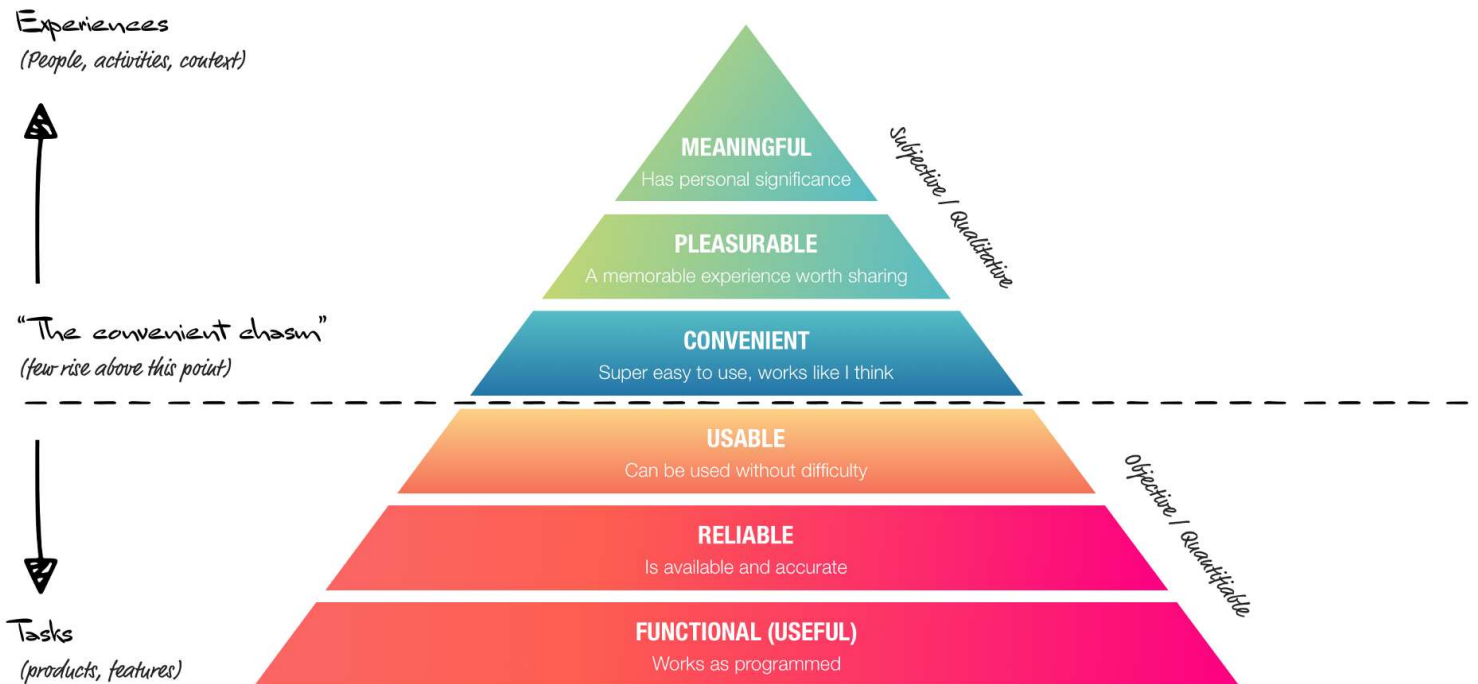 Experiences
(People, activities, context)
MEANINGFUL
Has personal significance
Subjective / Qualitative
PLEASURABLE
A memorable experience worth sharing
"The convenient chasm"
(few rise above this point)
CONVENIENT
Super easy to use, works like I think
USABLE
Can be used without difficulty
Objective / Quantifiable
RELIABLE
Is available and accurate
Tasks
(products, features)
FUNCTIONAL (USEFUL)
Works as programmed